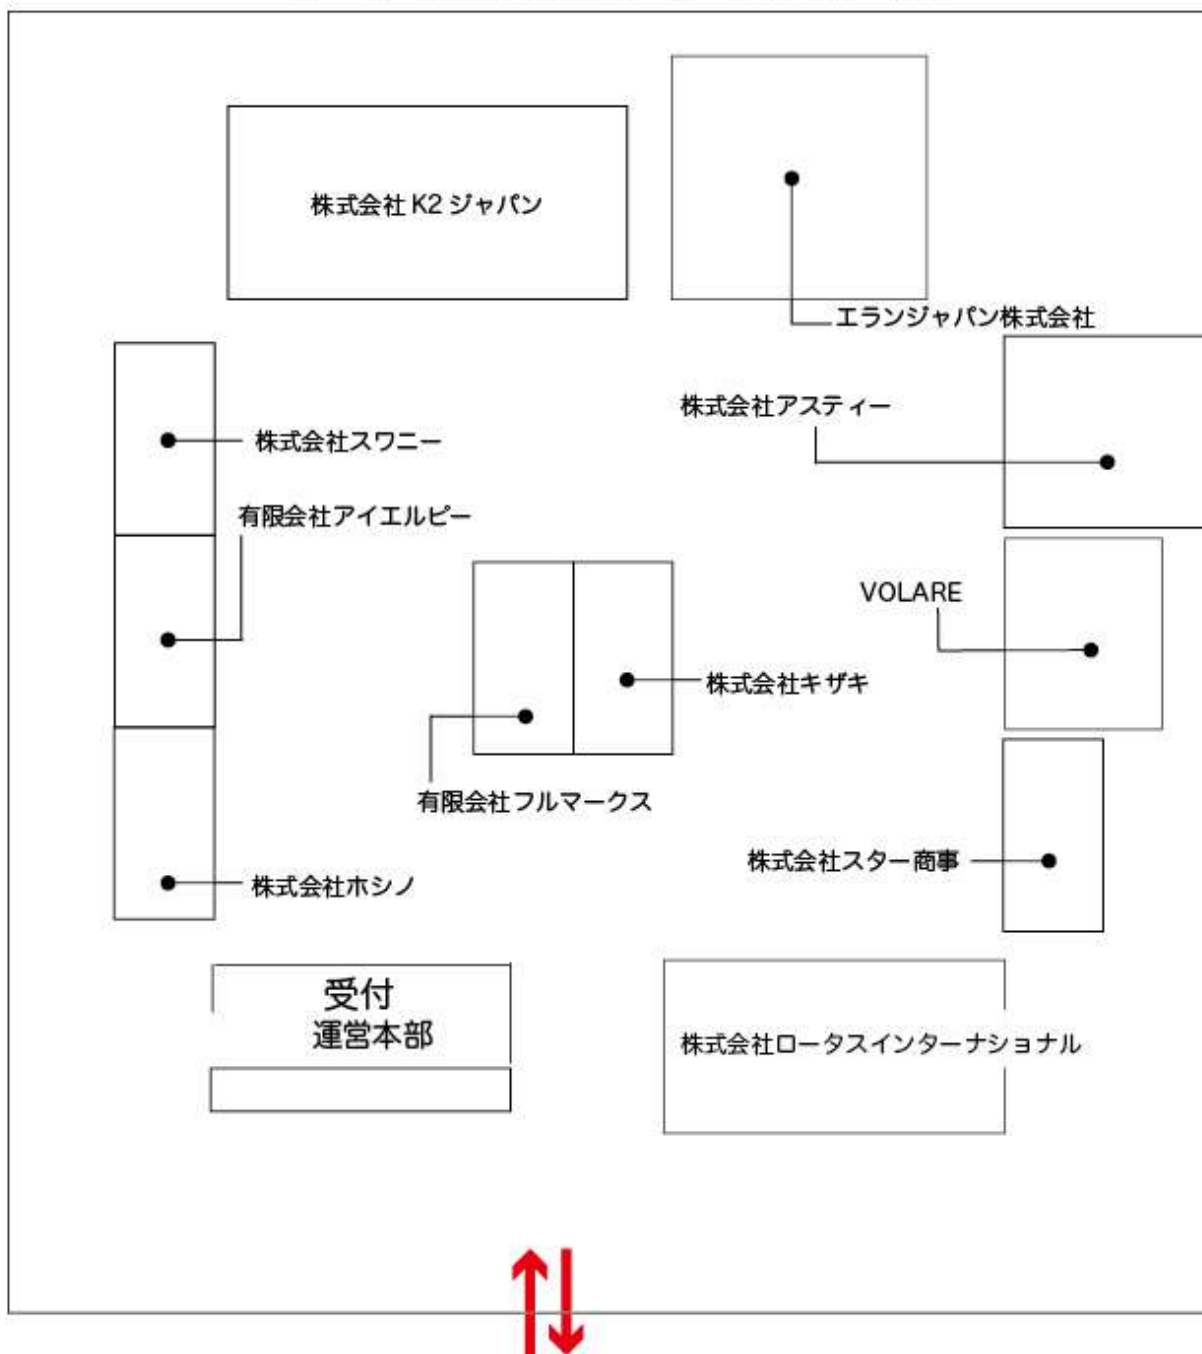 株式会社K2ジャパン
エランジャパン株式会社
株式会社アスティー
株式会社スワニー
有限会社アイエルピー
VOLARE
株式会社キザキ
有限会社フルマークス
株式会社スター商事
株式会社ホシノ
受付
運営本部
株式会社ロータスインターナショナル